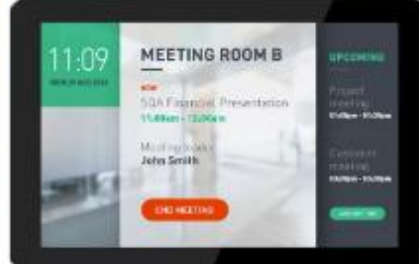 11:09
MEETING ROOM B
NOW
SQA Financial Presentation
11:00am - 12:00am
Meeting leader
John Smith
END MEETING
UPCOMING
Project
meeting
Customer
meeting